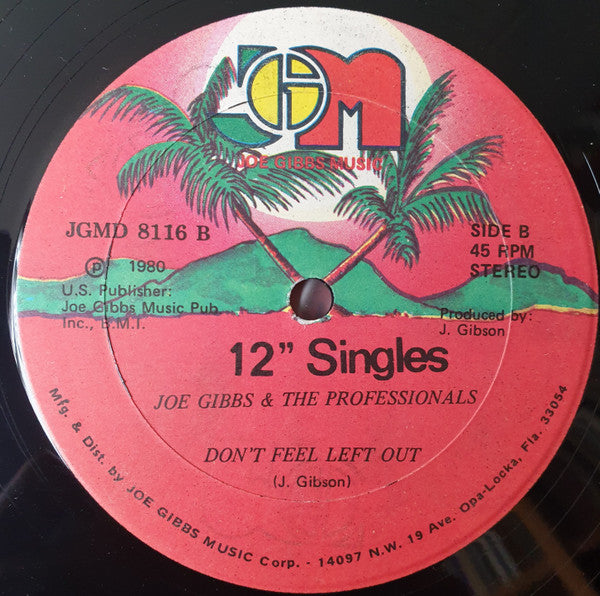 JGM
JOE GIBBS MUSIC
JGMD 8116 B
℗ 1980
U.S. Publisher:
Joe Gibbs Music Pub.
Inc., B.M.I.
SIDE B
45 RPM
STEREO
Produced by:
J. Gibson
12" Singles
JOE GIBBS & THE PROFESSIONALS
DON'T FEEL LEFT OUT
(J. Gibson)
Mfg. & Dist. by JOE GIBBS MUSIC Corp. - 14097 N.W. 19 Ave. Opa-Locka, Fla. 33054